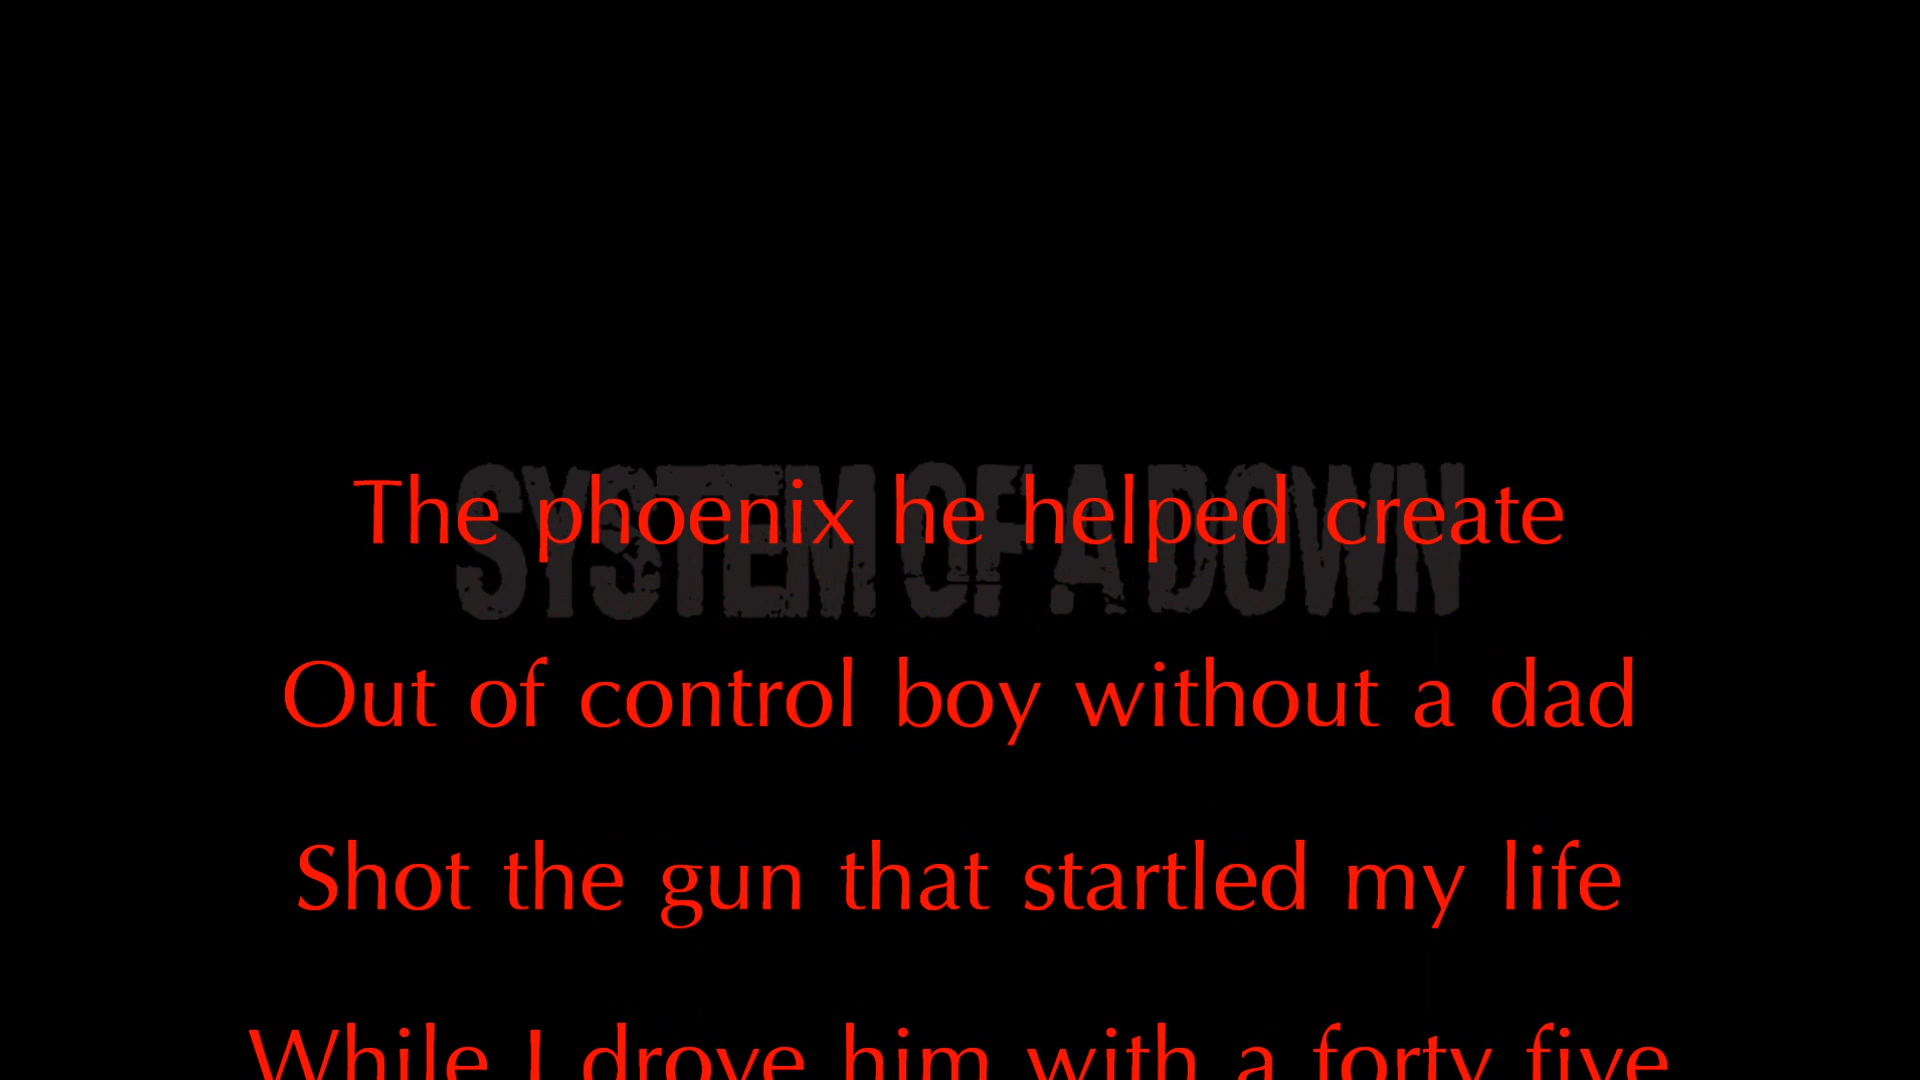 SYSTEM OF A DOWN
The phoenix he helped create
Out of control boy without a dad
Shot the gun that startled my life
While I drove him with a forty five